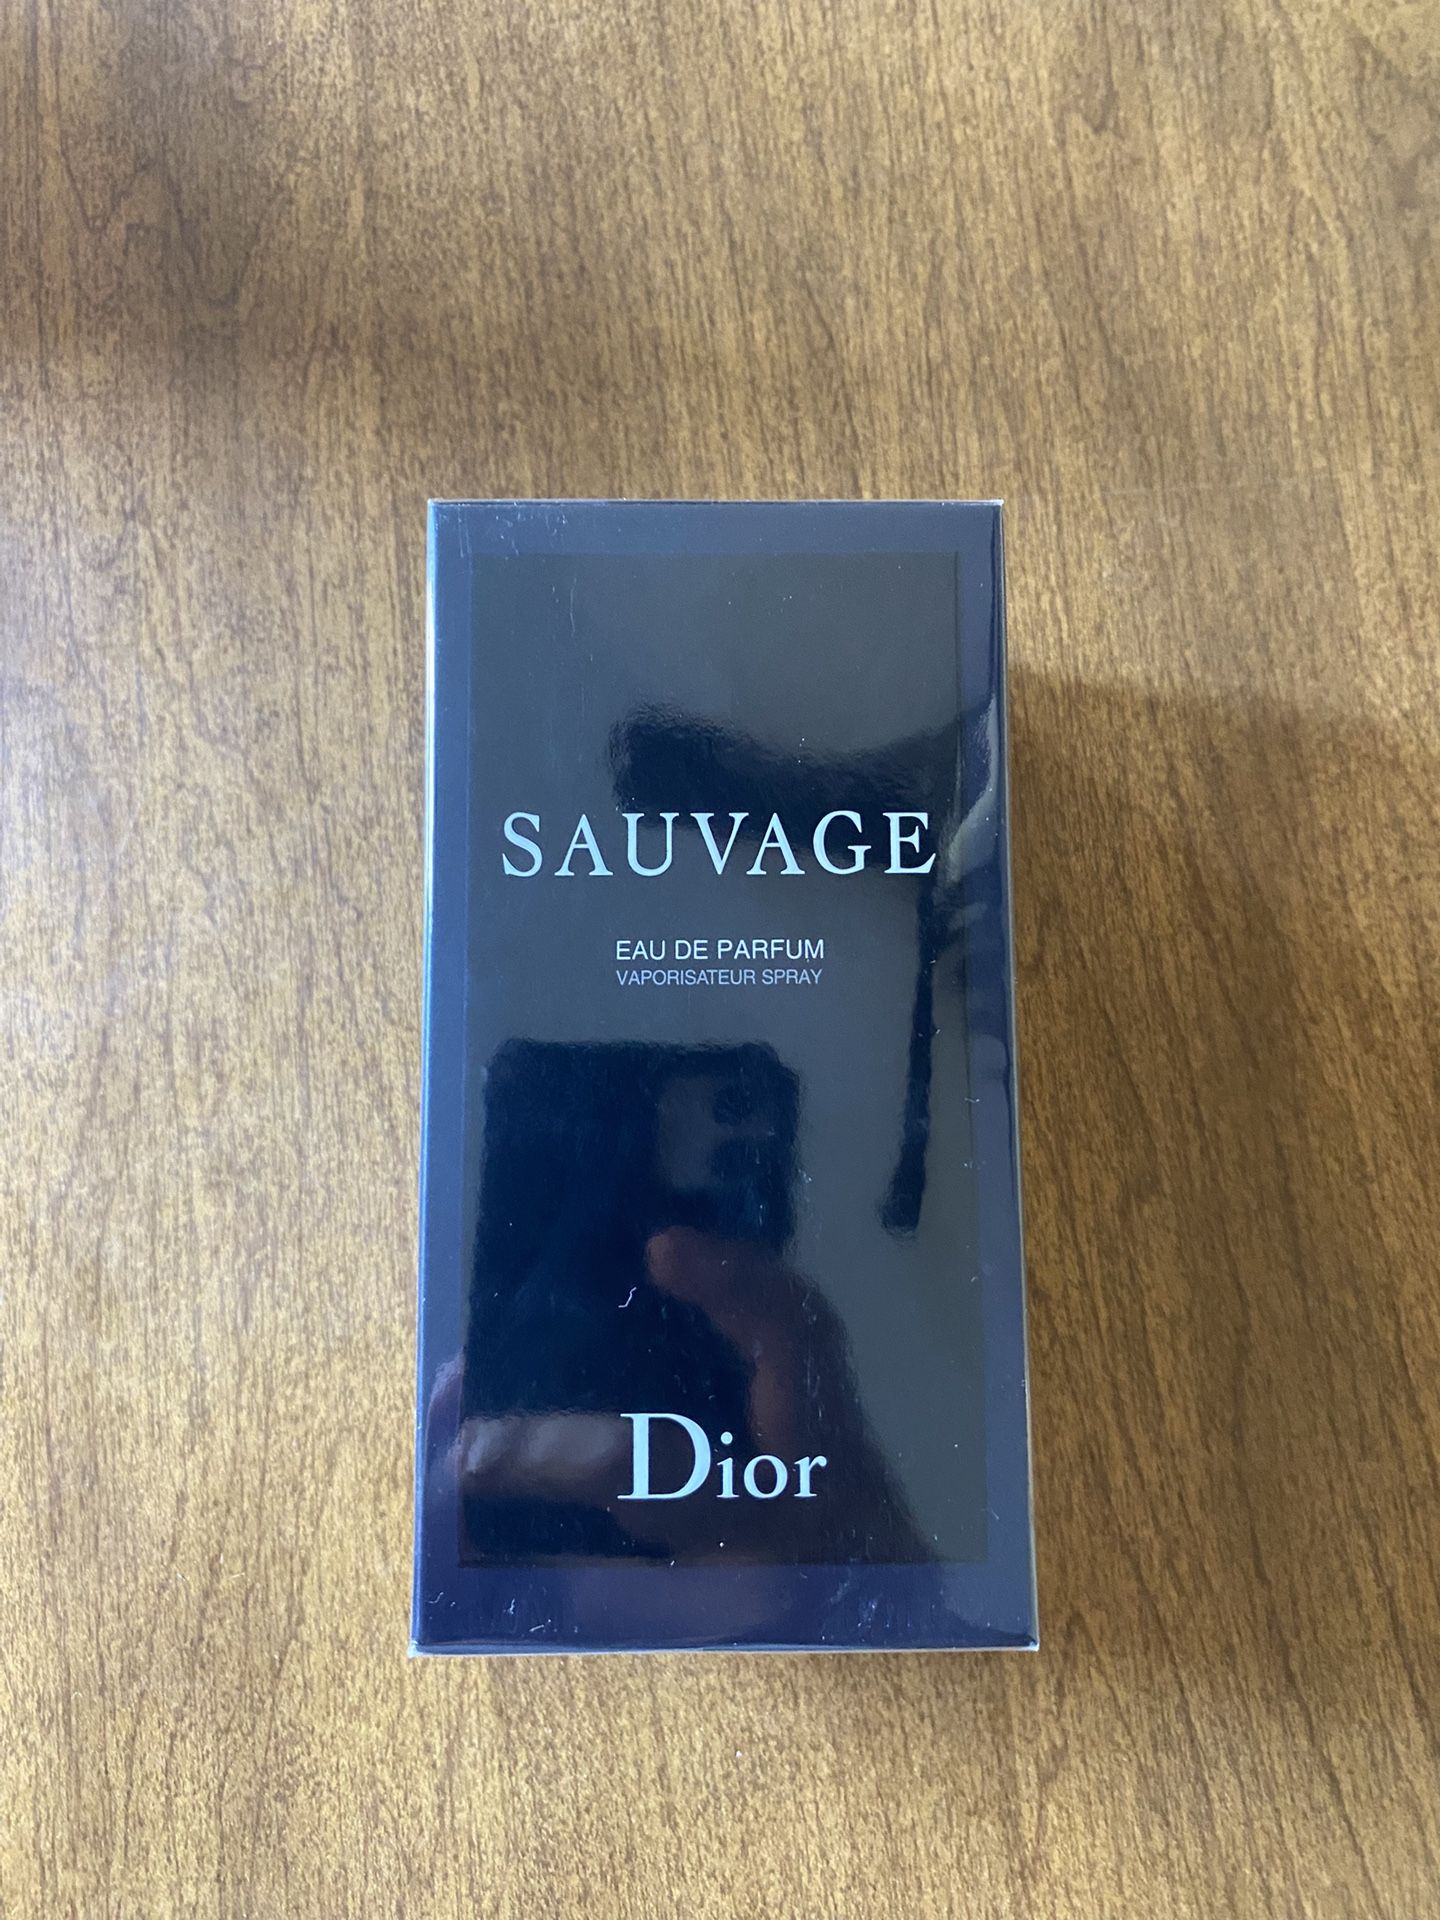 SAUVAGE
EAU DE PARFUM
VAPORISATEUR SPRAY
Dior